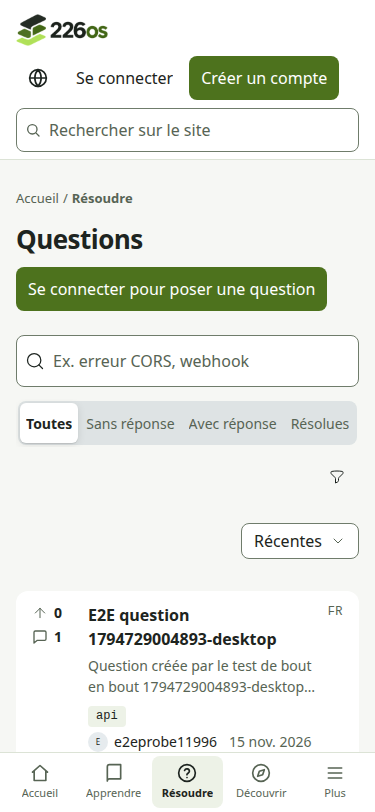 226os
Se connecter
Créer un compte
Rechercher sur le site
Accueil / Résoudre
Questions
Se connecter pour poser une question
Ex. erreur CORS, webhook
Toutes
Sans réponse
Avec réponse
Résolues
Récentes
0
1
E2E question
1794729004893-desktop
FR
Question créée par le test de bout
en bout 1794729004893-desktop…
api
E
e2eprobe11996
15 nov. 2026
Accueil
Apprendre
Résoudre
Découvrir
Plus